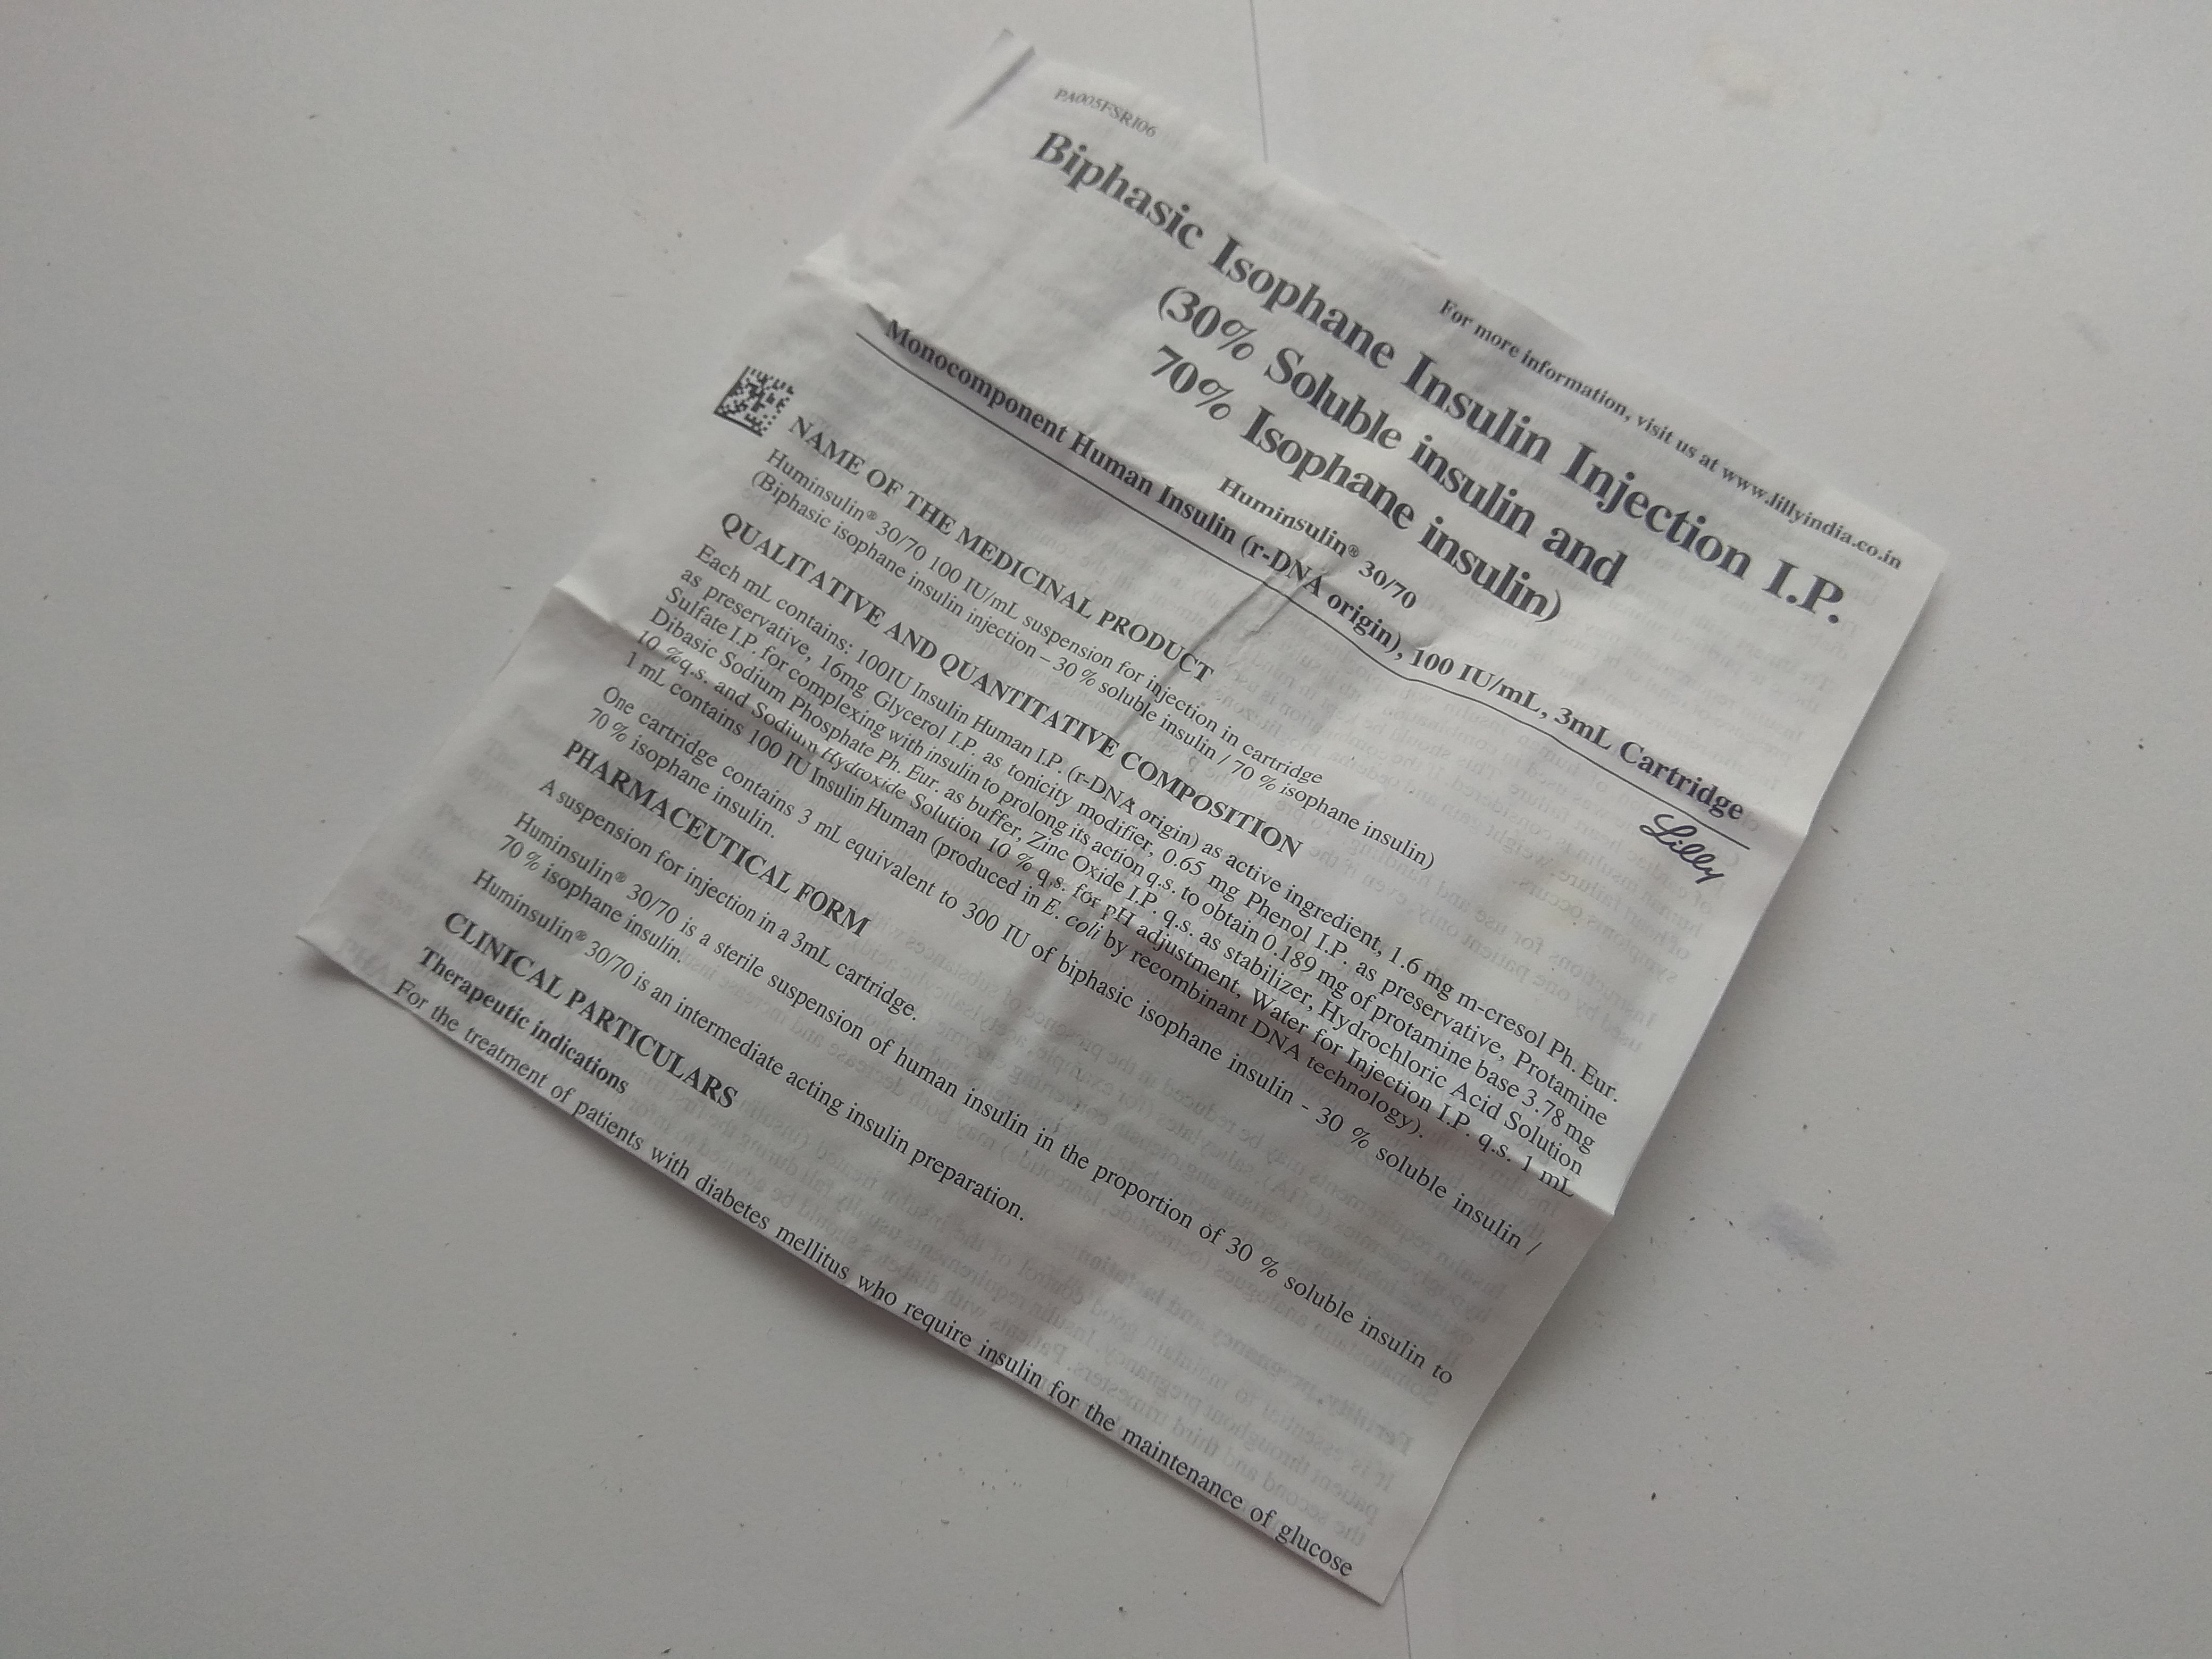 PA005FSRI06
For more information, visit us at www.lillyindia.co.in
Biphasic Isophane Insulin Injection I.P.
(30% Soluble insulin and
70% Isophane insulin)
Huminsulin® 30/70
Monocomponent Human Insulin (r-DNA origin), 100 IU/mL, 3mL Cartridge
Lilly
NAME OF THE MEDICINAL PRODUCT
Huminsulin® 30/70 100 IU/mL suspension for injection in cartridge
(Biphasic isophane insulin injection – 30 % soluble insulin / 70 % isophane insulin)
QUALITATIVE AND QUANTITATIVE COMPOSITION
Each mL contains: 100IU Insulin Human I.P. (r-DNA origin) as active ingredient, 1.6 mg m-cresol Ph. Eur.
as preservative, 16mg Glycerol I.P. as tonicity modifier, 0.65 mg Phenol I.P. as preservative, Protamine
Sulfate I.P. for complexing with insulin to prolong its action q.s. to obtain 0.189 mg of protamine base 3.78 mg
Dibasic Sodium Phosphate Ph. Eur. as buffer, Zinc Oxide I.P. q.s. as stabilizer, Hydrochloric Acid Solution
10 %q.s. and Sodium Hydroxide Solution 10 % q.s. for pH adjustment, Water for Injection I.P. q.s. 1 mL
1 mL contains 100 IU Insulin Human (produced in E. coli by recombinant DNA technology).
One cartridge contains 3 mL equivalent to 300 IU of biphasic isophane insulin - 30 % soluble insulin /
70 % isophane insulin.
PHARMACEUTICAL FORM
A suspension for injection in a 3mL cartridge.
Huminsulin® 30/70 is a sterile suspension of human insulin in the proportion of 30 % soluble insulin to
70 % isophane insulin.
Huminsulin® 30/70 is an intermediate acting insulin preparation.
CLINICAL PARTICULARS
Therapeutic indications
For the treatment of patients with diabetes mellitus who require insulin for the maintenance of glucose